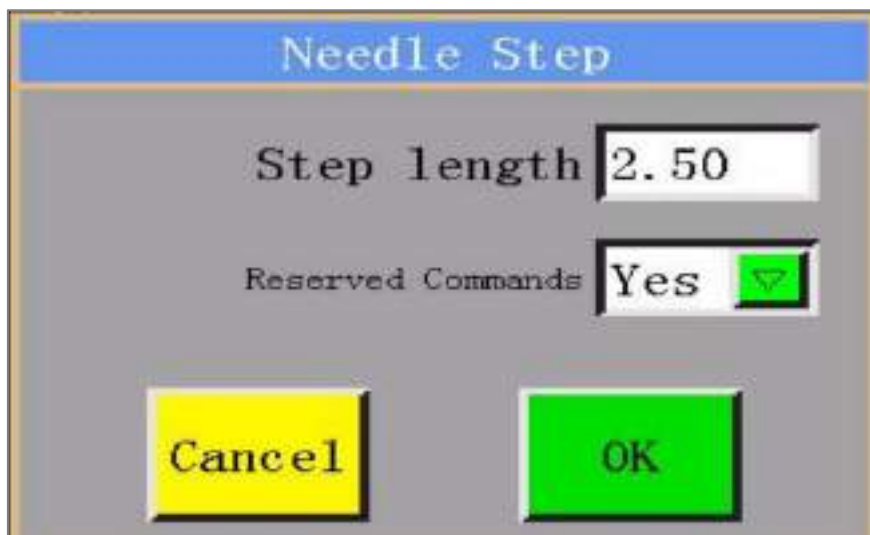 Needle Step
Step length 2.50
Reserved Commands Yes
Cancel OK